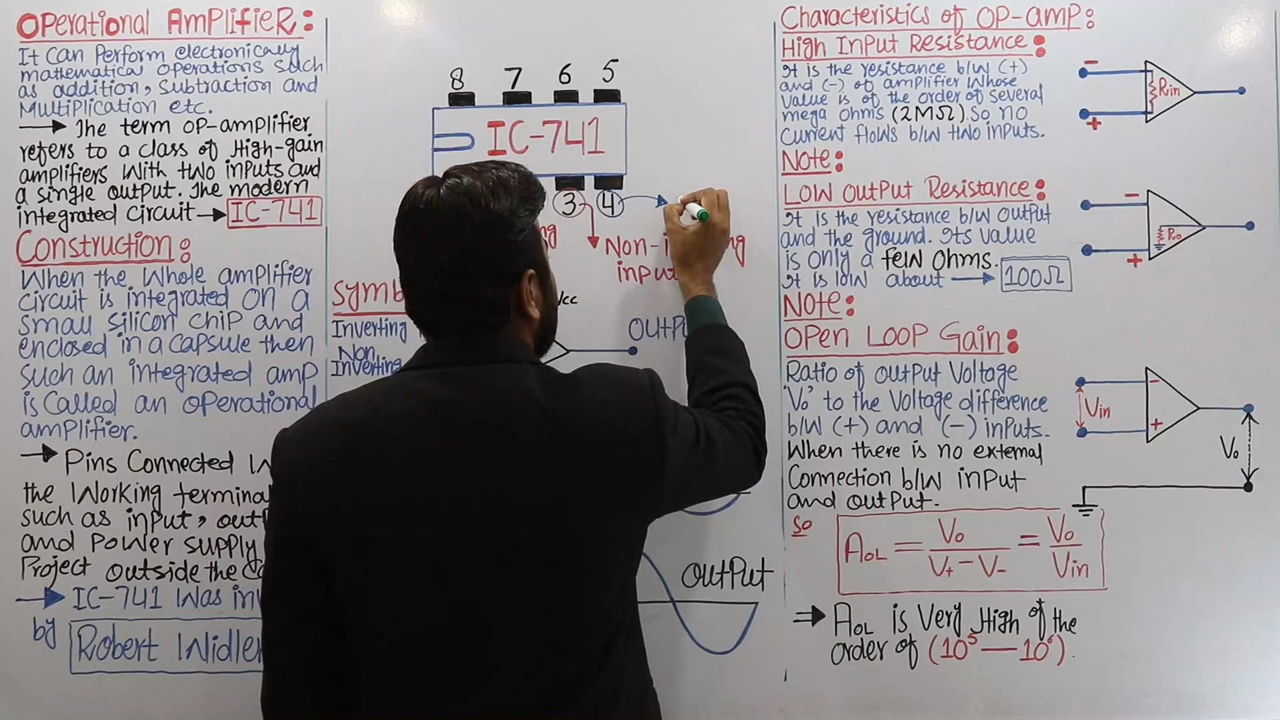 OPerational AmPlifieR:
It Can Perform electronically
mathematical operations Such
as addition, Subtraction and
Multiplication etc.
The term OP-amplifier
refers to a class of High-gain
amplifiers With two inputs and
a single output. The modern
integrated circuit → IC-741
Construction:
When the Whole amplifier
circuit is integrated on a
small silicon chip and
enclosed in a capsule then
such an integrated amp
is Called an operational
amplifier.
Pins Connected
the Working
such as input,
and Power supply
Project outside the
IC-741 Was
by
Robert Widler
8 7 6 5
IC-741
3 4
Non-
Vcc
Inverting
Non
Inverting
OUTPUT
Characteristics of OP-amp:
High Input Resistance:
It is the resistance b/w (+)
and (-) of amplifier Whose
Value is of the order of several
mega ohms (2MΩ). So no
Current flows b/w two inputs.
- Rin +
Note:
Low Output Resistance:
It is the resistance b/w output
and the ground. Its value
is only a few ohms.
It is low about → 100Ω
- Ro +
Note:
OPEN LOOP Gain:
Ratio of output Voltage
'Vo' to the Voltage difference
b/w (+) and (-) inputs.
When there is no external
Connection b/w input
and output.
Vin - + Vo
So
AOL = Vo / V+ - V- = Vo / Vin
⇒ AOL is Very High of the
order of (10⁵ — 10⁶).